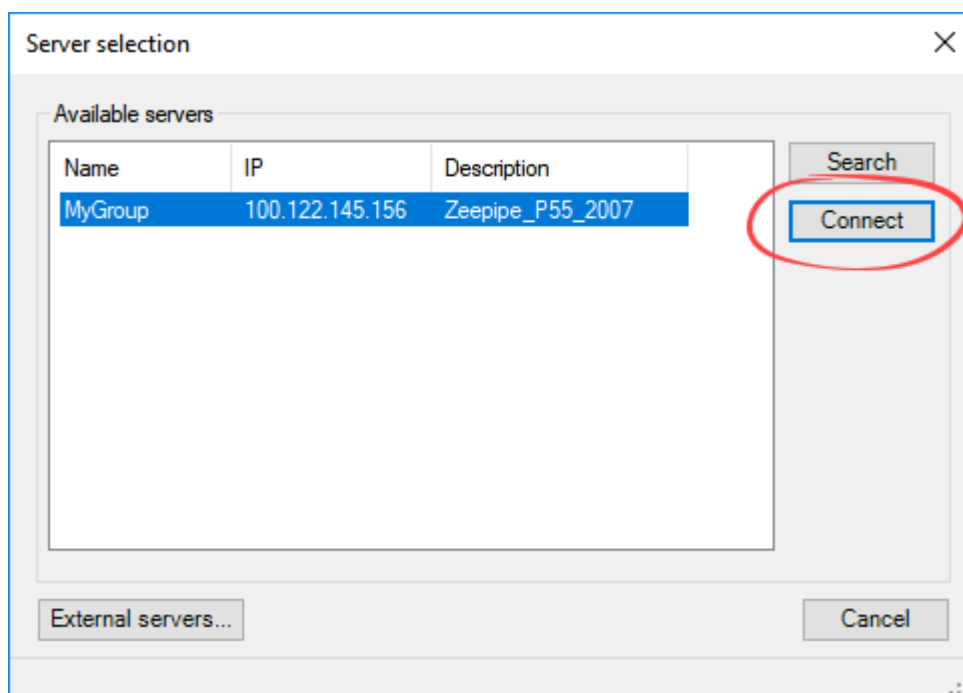 Server selection
Available servers
Name IP Description
MyGroup 100.122.145.156 Zeepipe_P55_2007
Search
Connect
External servers...
Cancel